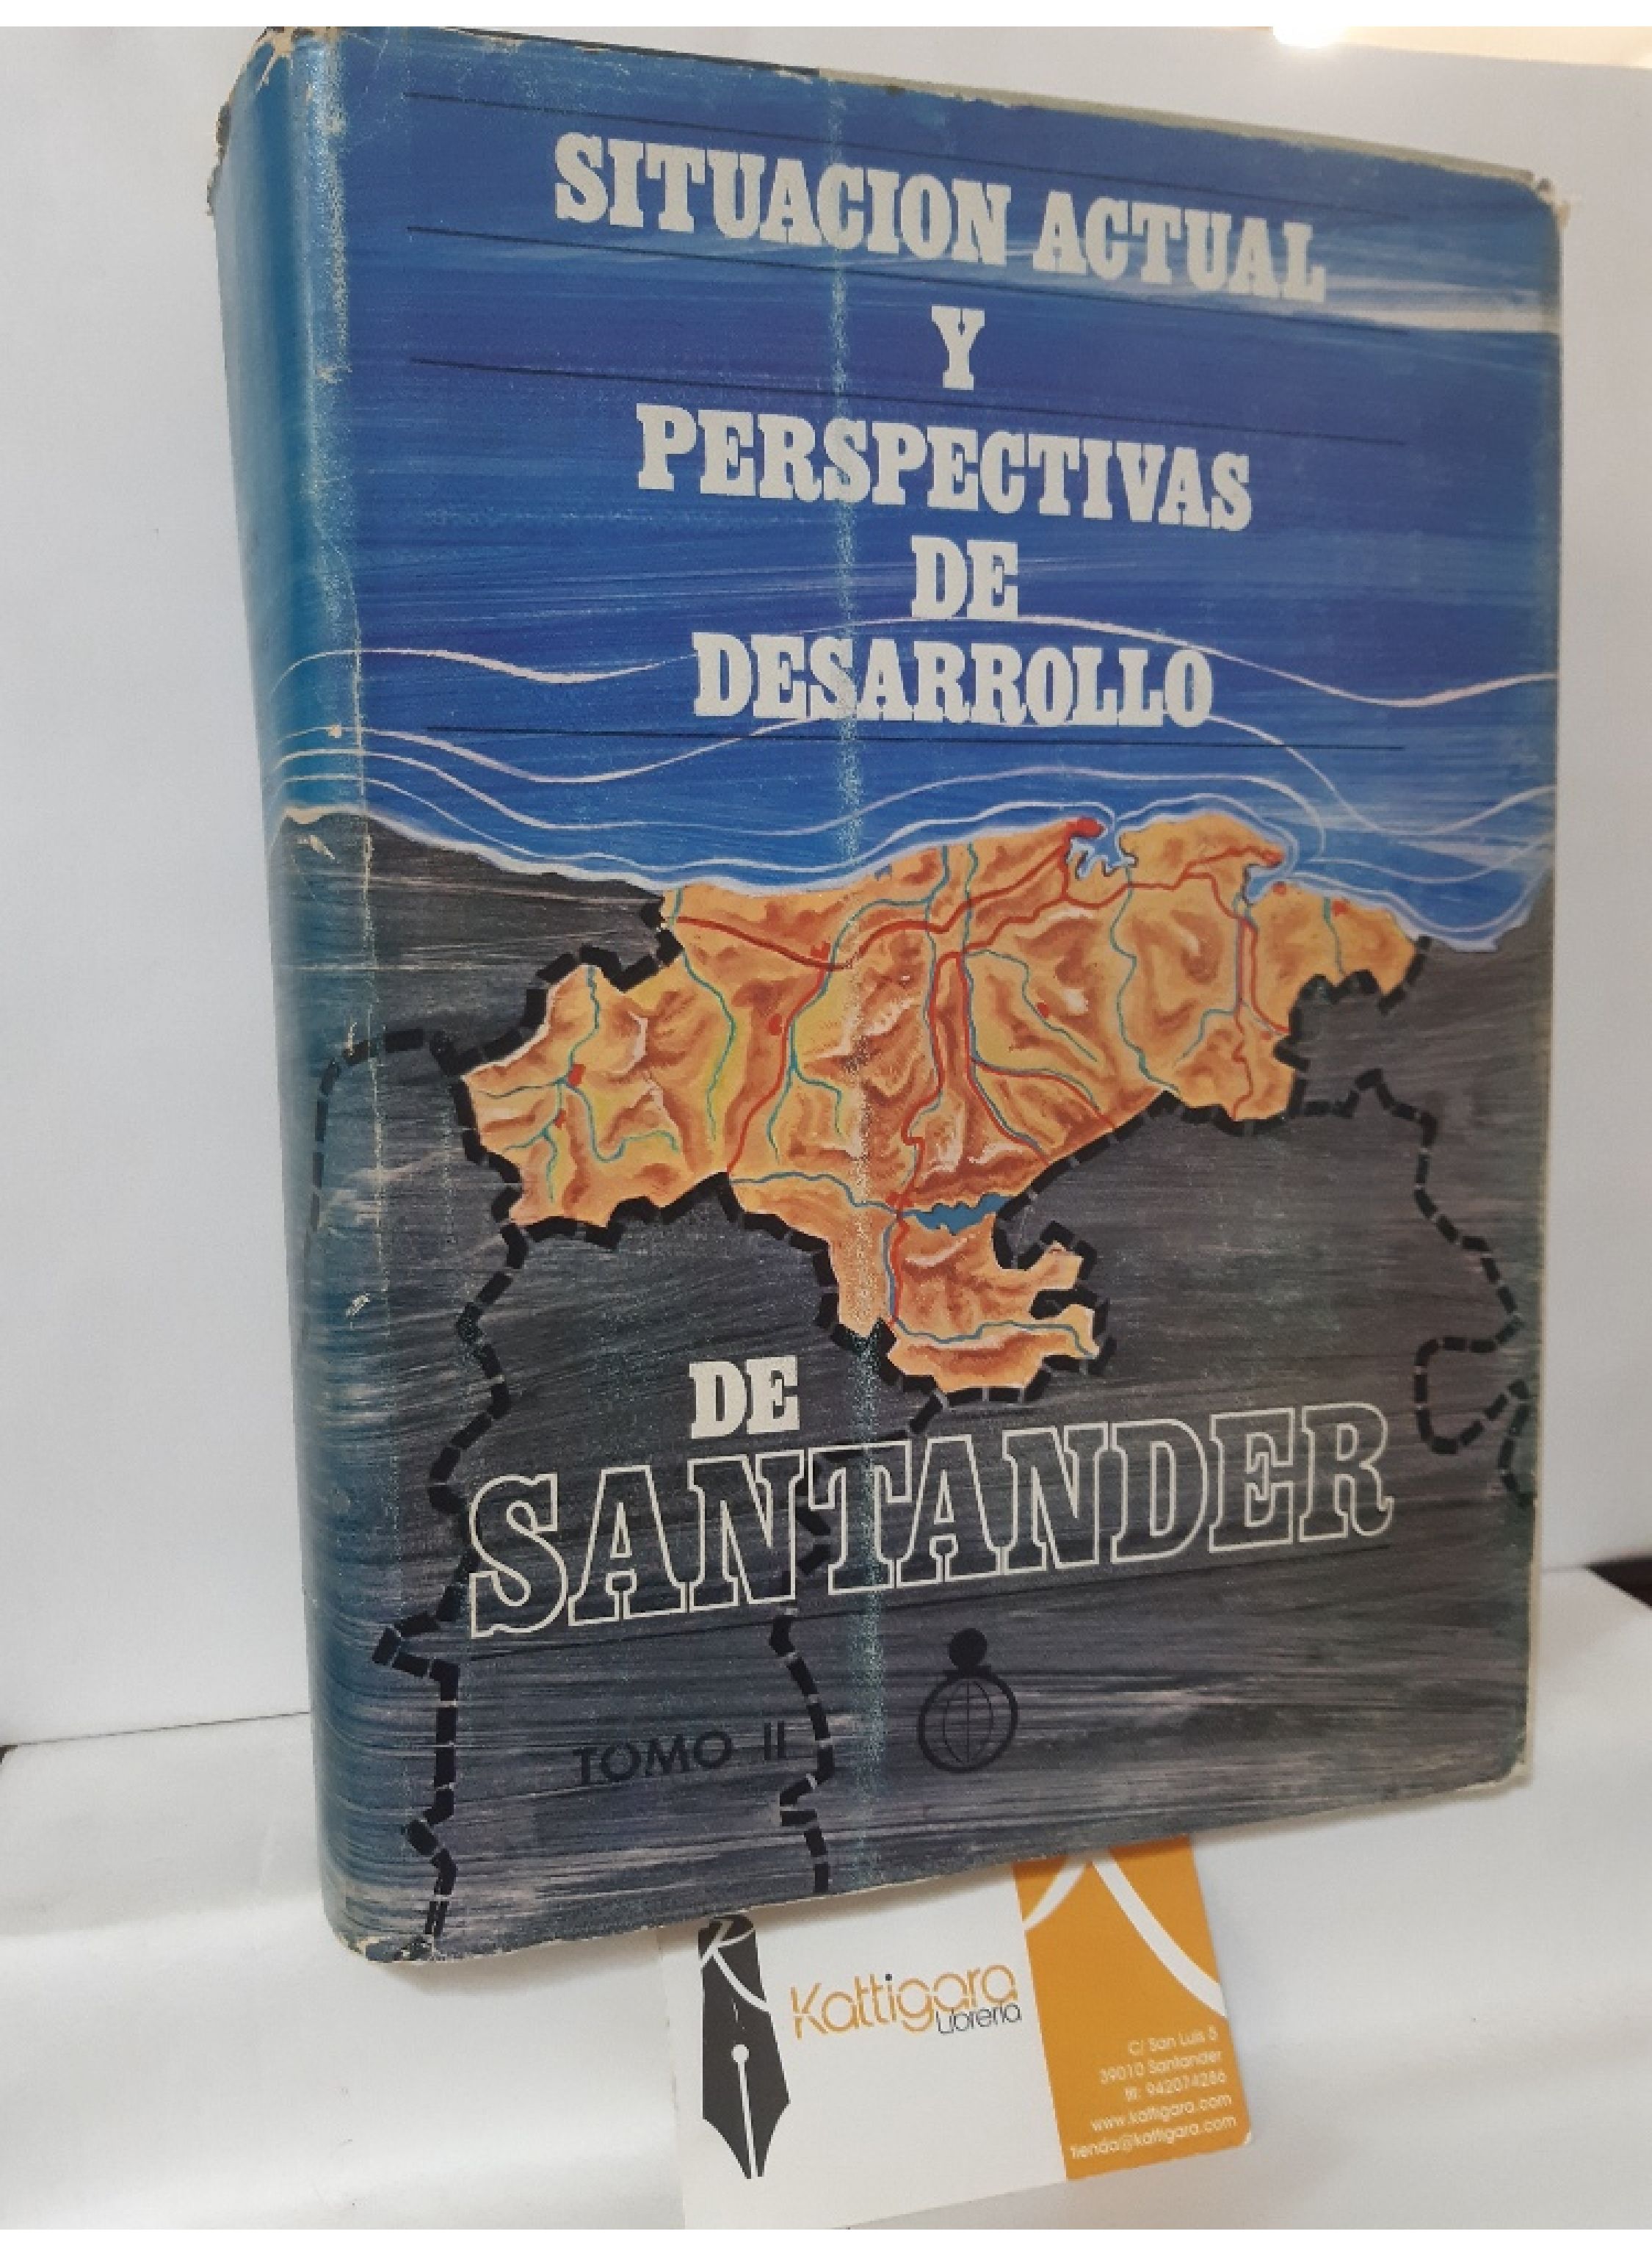 SITUACION ACTUAL
Y
PERSPECTIVAS
DE
DESARROLLO
DE
SANTANDER
TOMO II
Kattigara
Librería
C/ San Luis 5
39010 Santander
tlf: 942074286
www.kattigara.com
tienda@kattigara.com